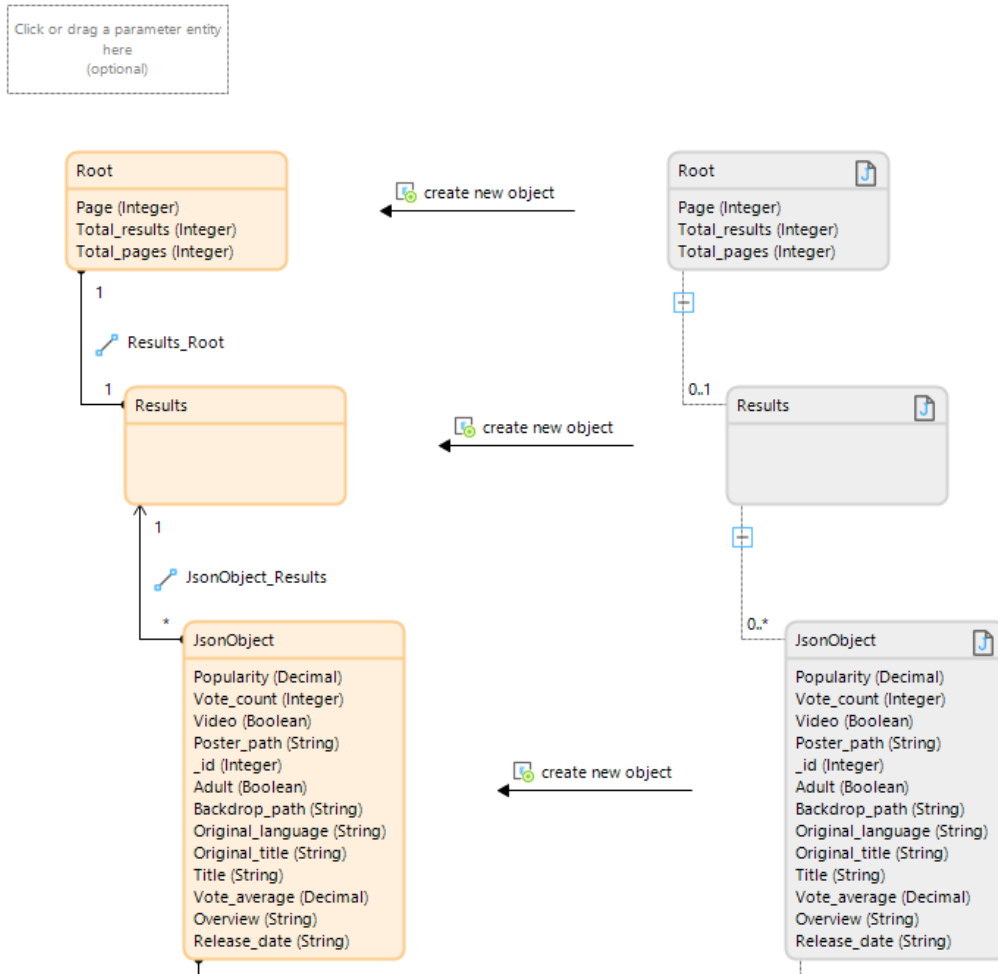 Click or drag a parameter entity
here
(optional)
Root
Page (Integer)
Total_results (Integer)
Total_pages (Integer)
create new object
Root
Page (Integer)
Total_results (Integer)
Total_pages (Integer)
1
Results_Root
1
Results
create new object
0..1
Results
1
JsonObject_Results
*
JsonObject
Popularity (Decimal)
Vote_count (Integer)
Video (Boolean)
Poster_path (String)
_id (Integer)
Adult (Boolean)
Backdrop_path (String)
Original_language (String)
Original_title (String)
Title (String)
Vote_average (Decimal)
Overview (String)
Release_date (String)
create new object
0..*
JsonObject
Popularity (Decimal)
Vote_count (Integer)
Video (Boolean)
Poster_path (String)
_id (Integer)
Adult (Boolean)
Backdrop_path (String)
Original_language (String)
Original_title (String)
Title (String)
Vote_average (Decimal)
Overview (String)
Release_date (String)